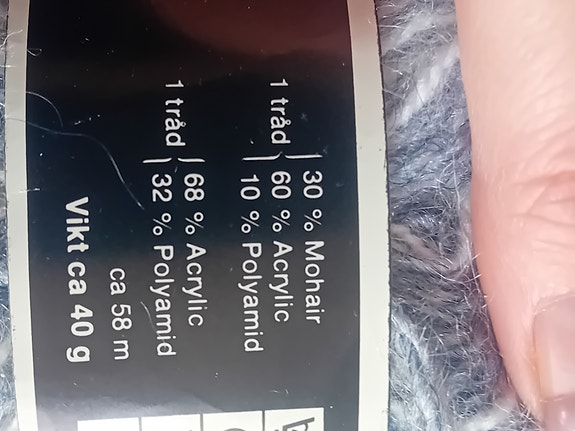 30 % Mohair
1 tråd } 60 % Acrylic
10 % Polyamid
1 tråd } 68 % Acrylic
32 % Polyamid
ca 58 m
Vikt ca 40 g